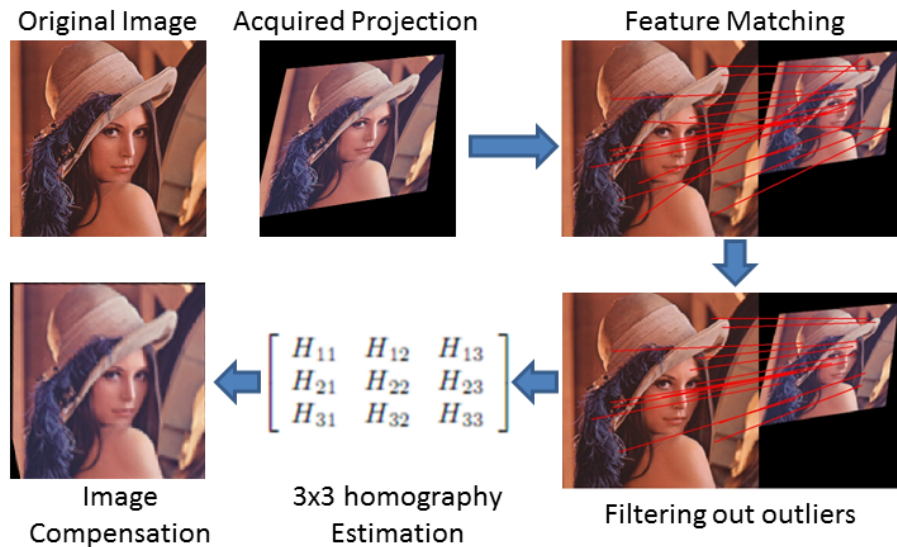 Original Image
Acquired Projection
Feature Matching
H11 H12 H13
H21 H22 H23
H31 H32 H33
Image
Compensation
3x3 homography
Estimation
Filtering out outliers